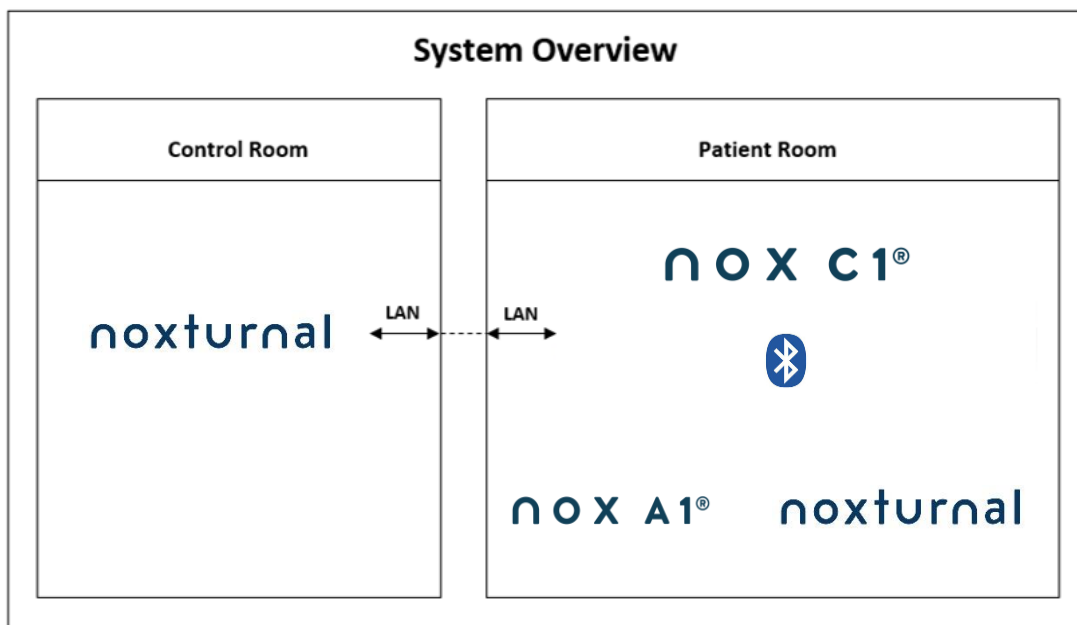 System Overview
Control Room
noxturnal
LAN
LAN
Patient Room
nox C1®
nox A1®
noxturnal